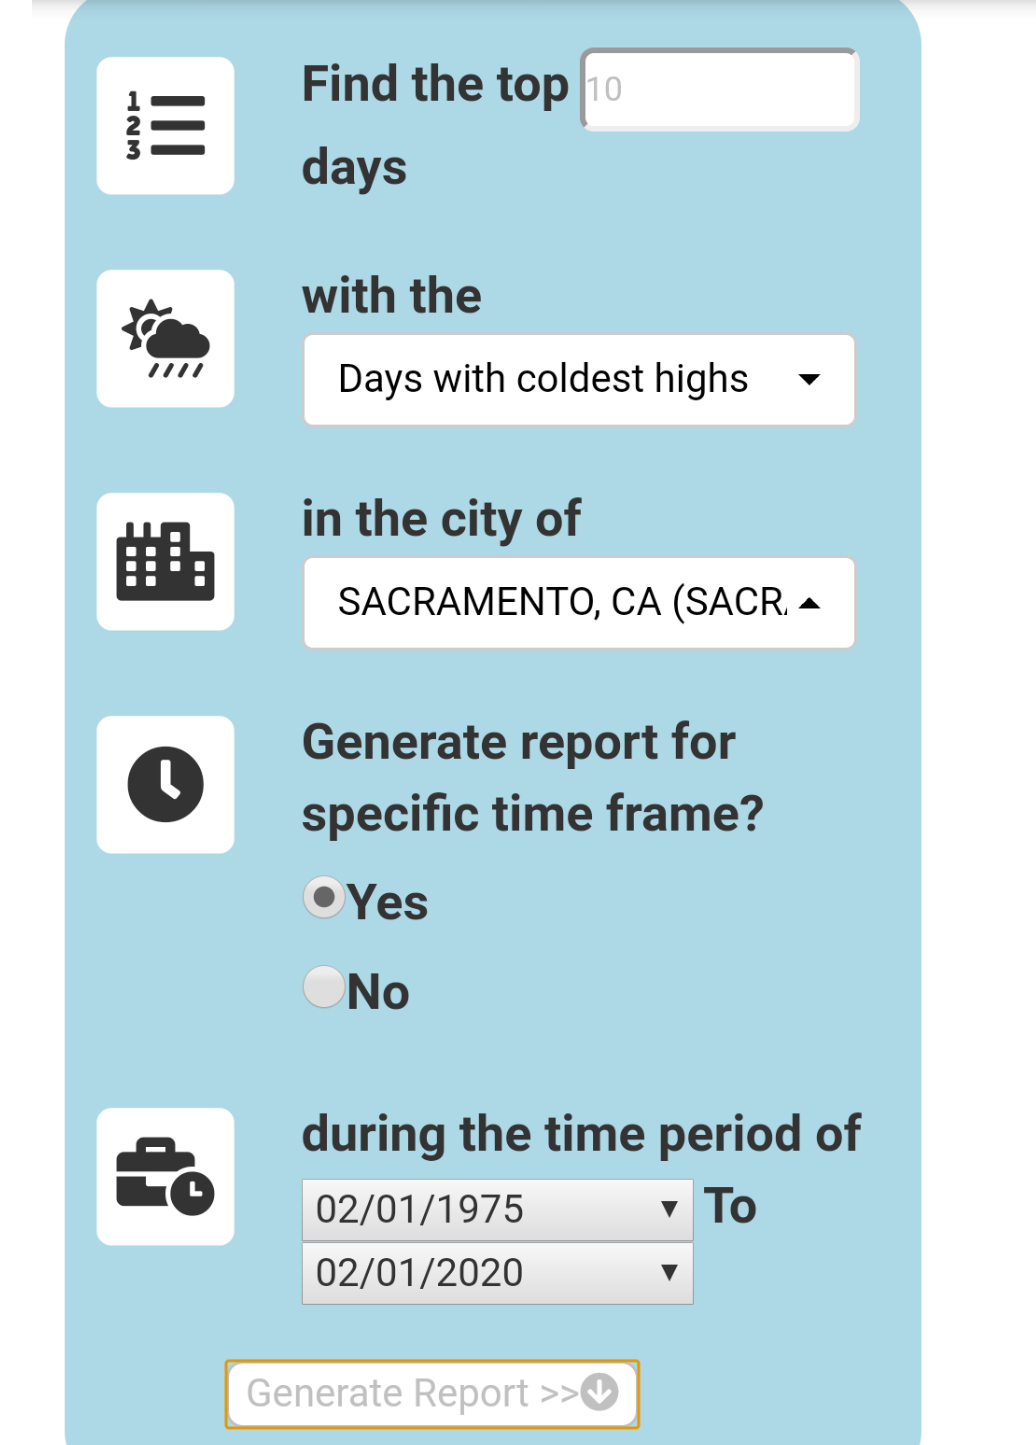 1
2
3
Find the top 10
days
with the
Days with coldest highs
in the city of
SACRAMENTO, CA (SACR
Generate report for
specific time frame?
Yes
No
during the time period of
02/01/1975 To
02/01/2020
Generate Report >>